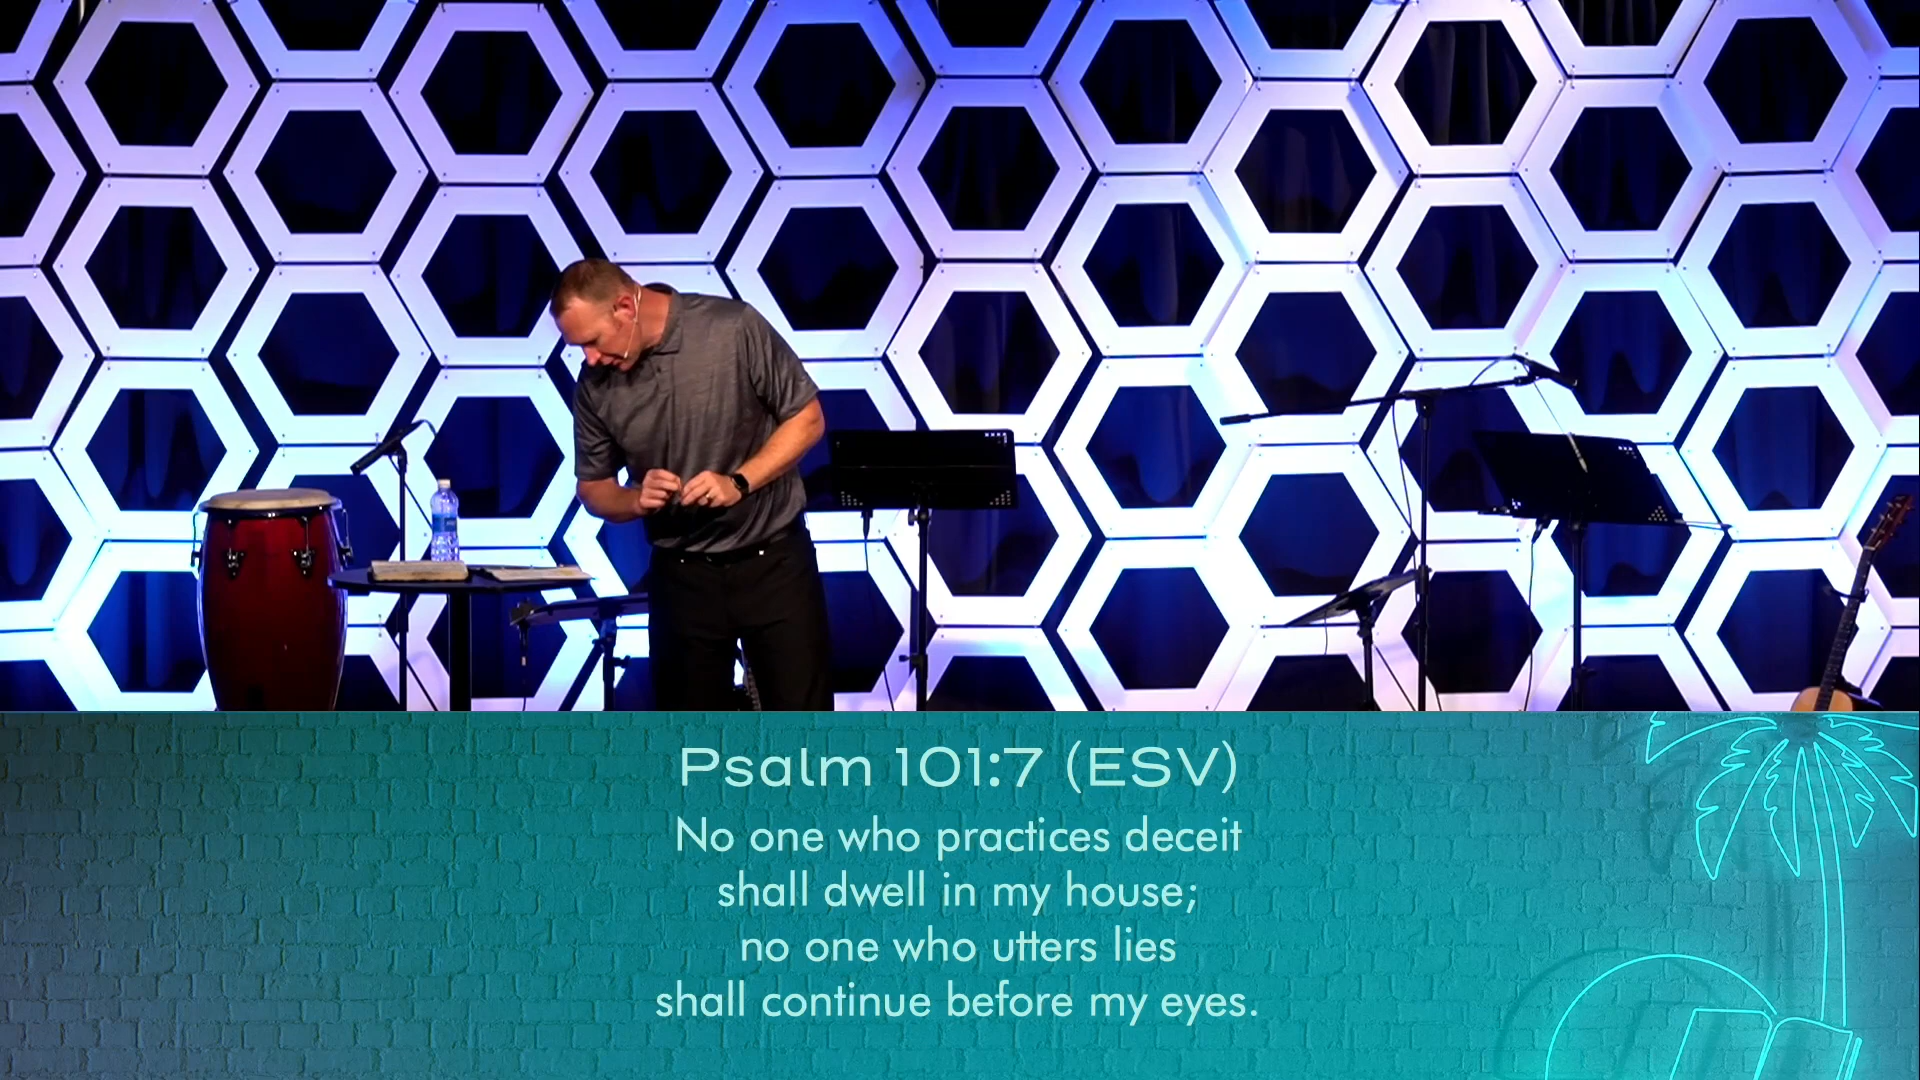 Psalm 101:7 (ESV)
No one who practices deceit
shall dwell in my house;
no one who utters lies
shall continue before my eyes.